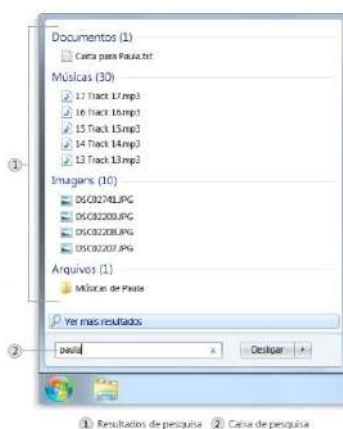 Documentos (1)
Carta para Paula.txt
Músicas (30)
17 Track 17.mp3
16 Track 16.mp3
15 Track 15.mp3
14 Track 14.mp3
13 Track 13.mp3
Imagens (10)
DSC02741.JPG
DSC02209.JPG
DSC02208.JPG
DSC02207.JPG
Arquivos (1)
Músicas de Paula
1
Ver mais resultados
2
paula x Desligar
1 Resultados de pesquisa 2 Caixa de pesquisa